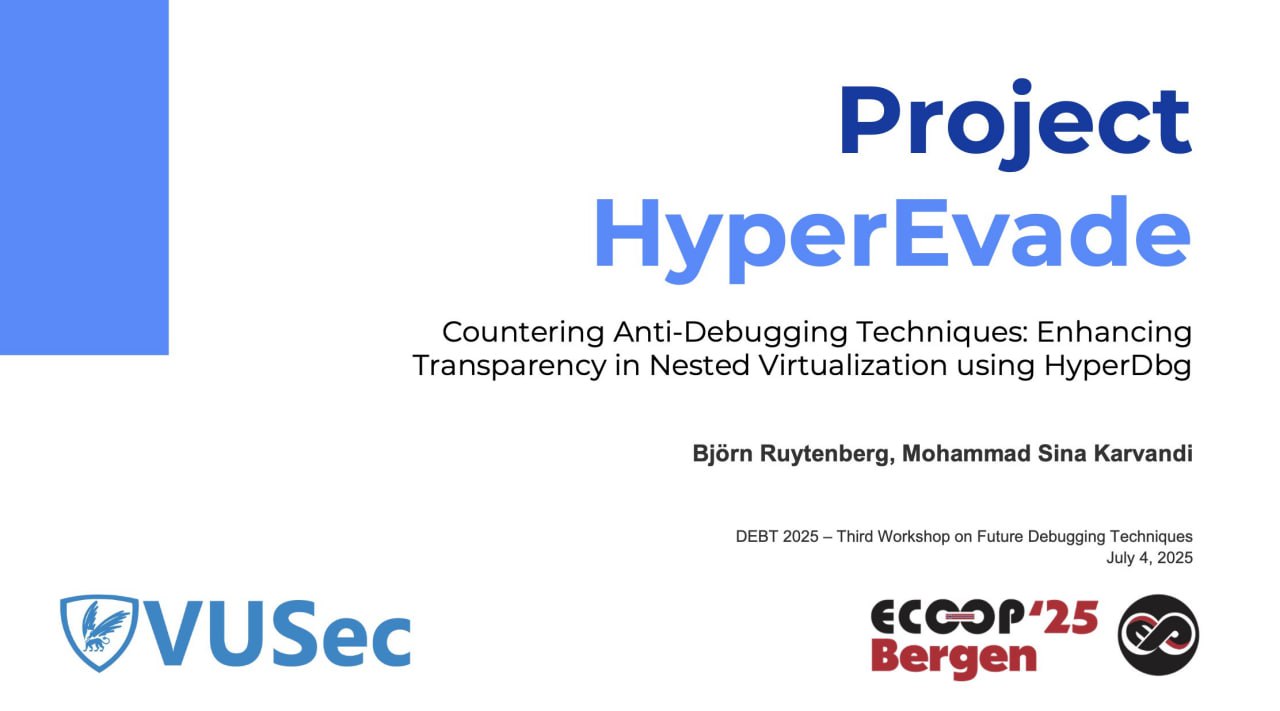 Project
HyperEvade
Countering Anti-Debugging Techniques: Enhancing
Transparency in Nested Virtualization using HyperDbg
Björn Ruytenberg, Mohammad Sina Karvandi
DEBT 2025 – Third Workshop on Future Debugging Techniques
July 4, 2025
VUSec
ECOOP '25
Bergen